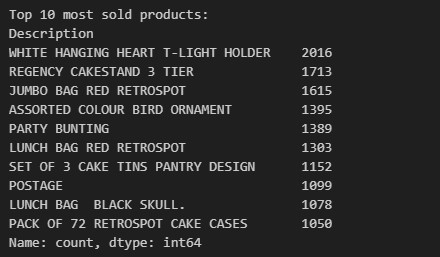 Top 10 most sold products:
Description
WHITE HANGING HEART T-LIGHT HOLDER    2016
REGENCY CAKESTAND 3 TIER              1713
JUMBO BAG RED RETROSPOT               1615
ASSORTED COLOUR BIRD ORNAMENT         1395
PARTY BUNTING                         1389
LUNCH BAG RED RETROSPOT               1303
SET OF 3 CAKE TINS PANTRY DESIGN      1152
POSTAGE                               1099
LUNCH BAG  BLACK SKULL.               1078
PACK OF 72 RETROSPOT CAKE CASES       1050
Name: count, dtype: int64